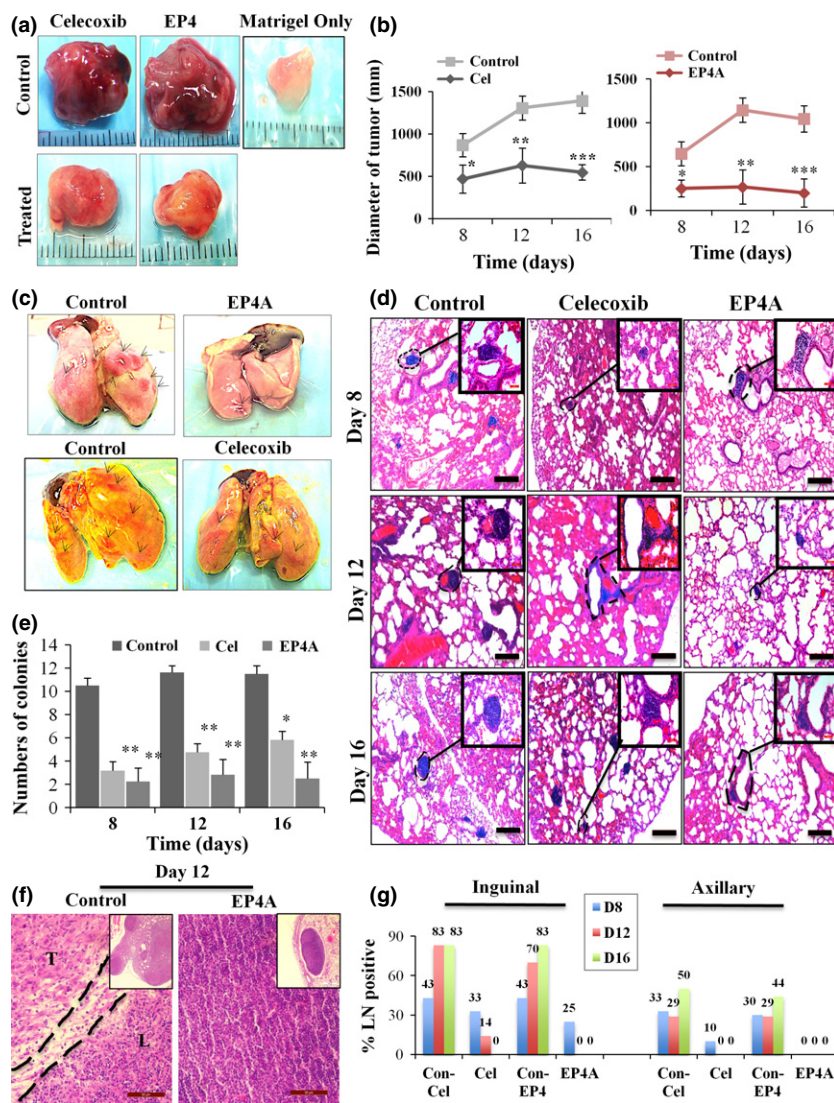 (a)
Celecoxib EP4 Matrigel Only
Control
Treated
(b)
Control
Cel
Diameter of tumor (mm)
1500
1000
500
0
* ** ***
8 12 16
Time (days)
Control
EP4A
1500
1000
500
0
* ** ***
8 12 16
Time (days)
(c)
Control EP4A
Control Celecoxib
(d)
Control Celecoxib EP4A
Day 8
Day 12
Day 16
(e)
Control Cel EP4A
Numbers of colonies
14
12
10
8
6
4
2
0
** ** ** ** * **
8 12 16
Time (days)
(f)
Day 12
Control EP4A
T
L
(g)
Inguinal Axillary
D8
D12
D16
% LN positive
90
60
30
0
43 83 83 33 14 0 43 70 83 25 0 0 33 29 50 10 0 0 30 29 44 0 0 0
Con-Cel Cel Con-EP4 EP4A Con-Cel Cel Con-EP4 EP4A